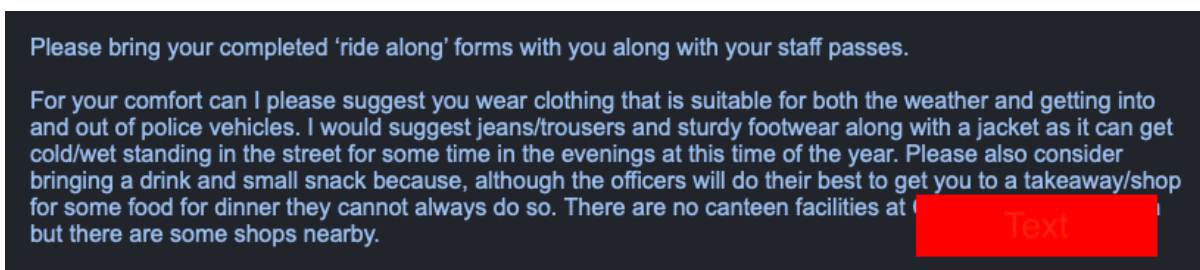 Please bring your completed ‘ride along’ forms with you along with your staff passes.
For your comfort can I please suggest you wear clothing that is suitable for both the weather and getting into
and out of police vehicles. I would suggest jeans/trousers and sturdy footwear along with a jacket as it can get
cold/wet standing in the street for some time in the evenings at this time of the year. Please also consider
bringing a drink and small snack because, although the officers will do their best to get you to a takeaway/shop
for some food for dinner they cannot always do so. There are no canteen facilities at
Text
but there are some shops nearby.